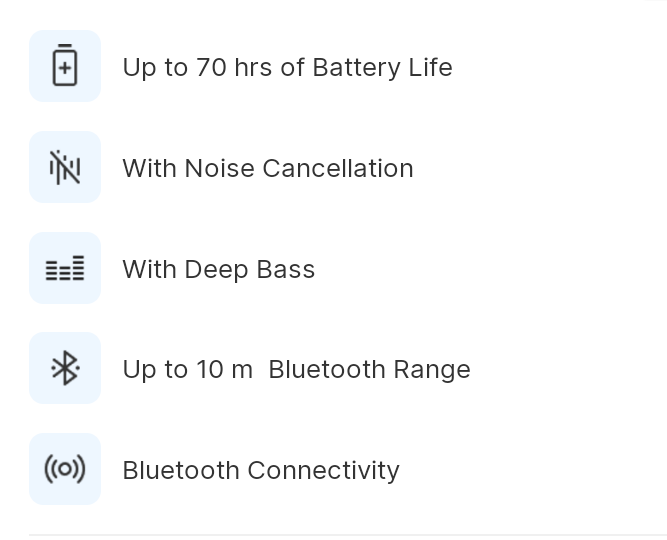 Up to 70 hrs of Battery Life
With Noise Cancellation
With Deep Bass
Up to 10 m  Bluetooth Range
Bluetooth Connectivity